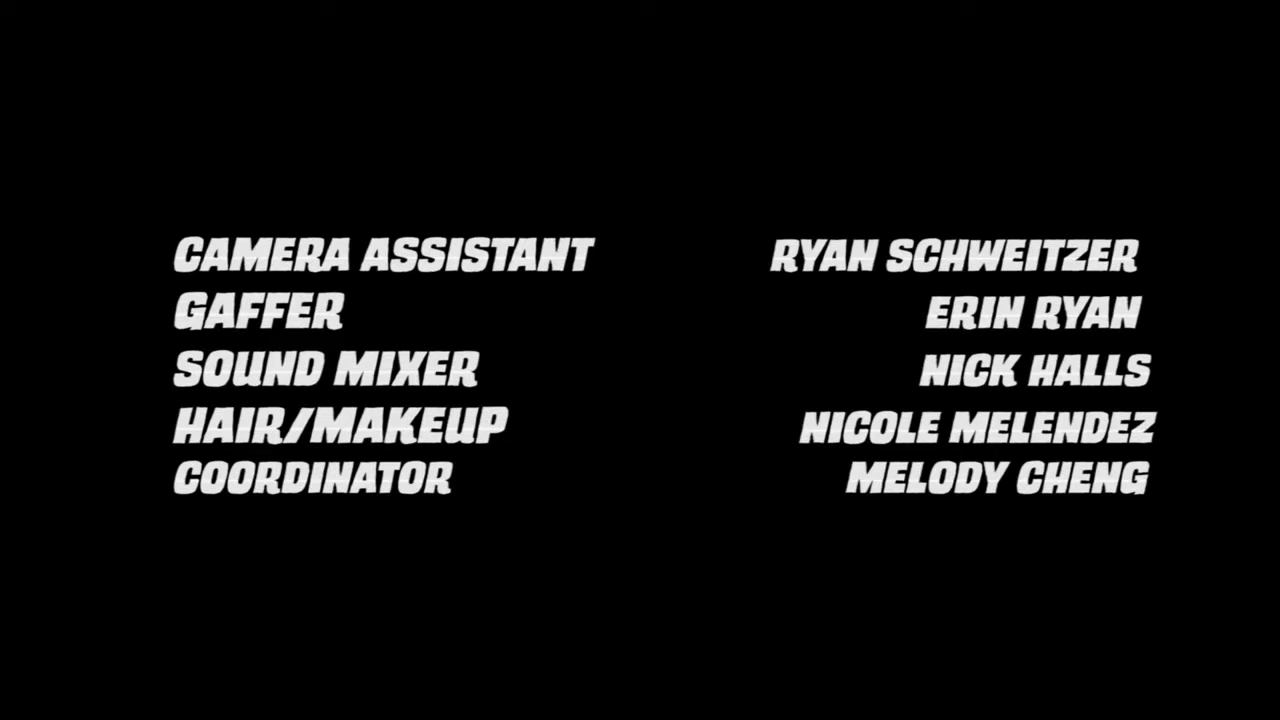 CAMERA ASSISTANT RYAN SCHWEITZER
GAFFER ERIN RYAN
SOUND MIXER NICK HALLS
HAIR/MAKEUP NICOLE MELENDEZ
COORDINATOR MELODY CHENG